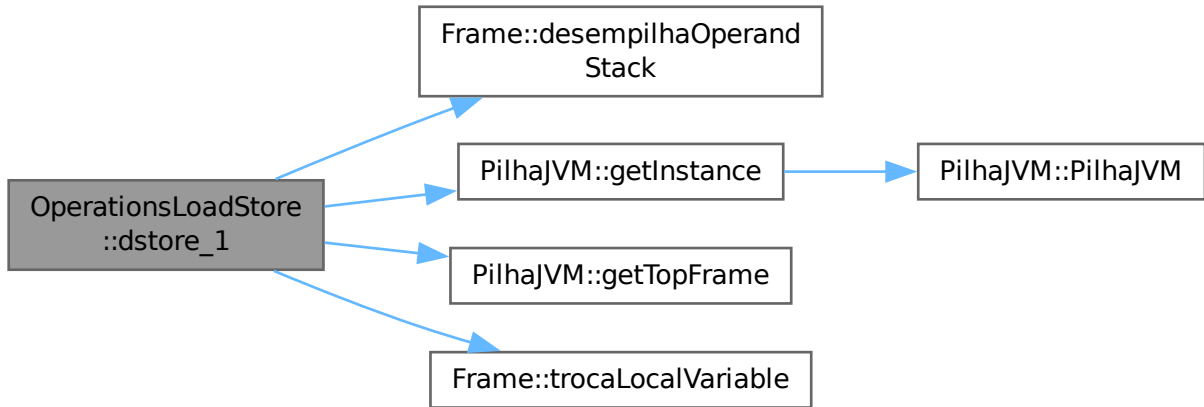 Frame::desempilhaOperand
Stack
PilhaJVM::getInstance
PilhaJVM::PilhaJVM
OperationsLoadStore
::dstore_1
PilhaJVM::getTopFrame
Frame::trocaLocalVariable